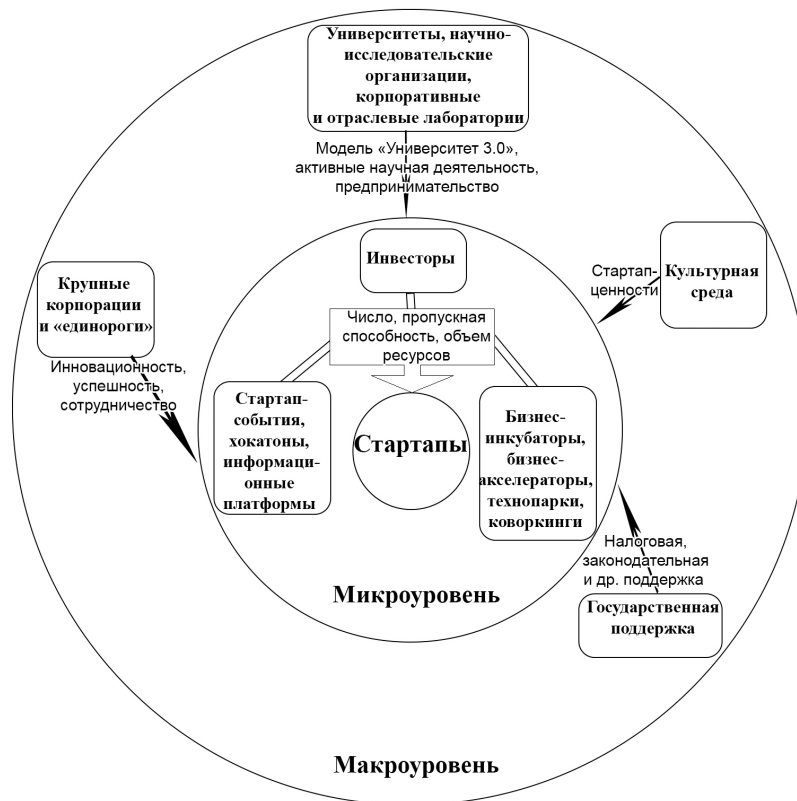 Университеты, научно-
исследовательские
организации,
корпоративные
и отраслевые лаборатории
Модель «Университет 3.0»,
активные научная деятельность,
предпринимательство
Инвесторы
Стартап-
ценности
Культурная
среда
Крупные
корпорации
и «единороги»
Инновационность,
успешность,
сотрудничество
Число, пропускная
способность, объем
ресурсов
Стартап-
события,
хокатоны,
информаци-
онные
платформы
Стартапы
Бизнес-
инкубаторы,
бизнес-
акселераторы,
технопарки,
коворкинги
Налоговая,
законодательная
и др. поддержка
Государственная
поддержка
Микроуровень
Макроуровень